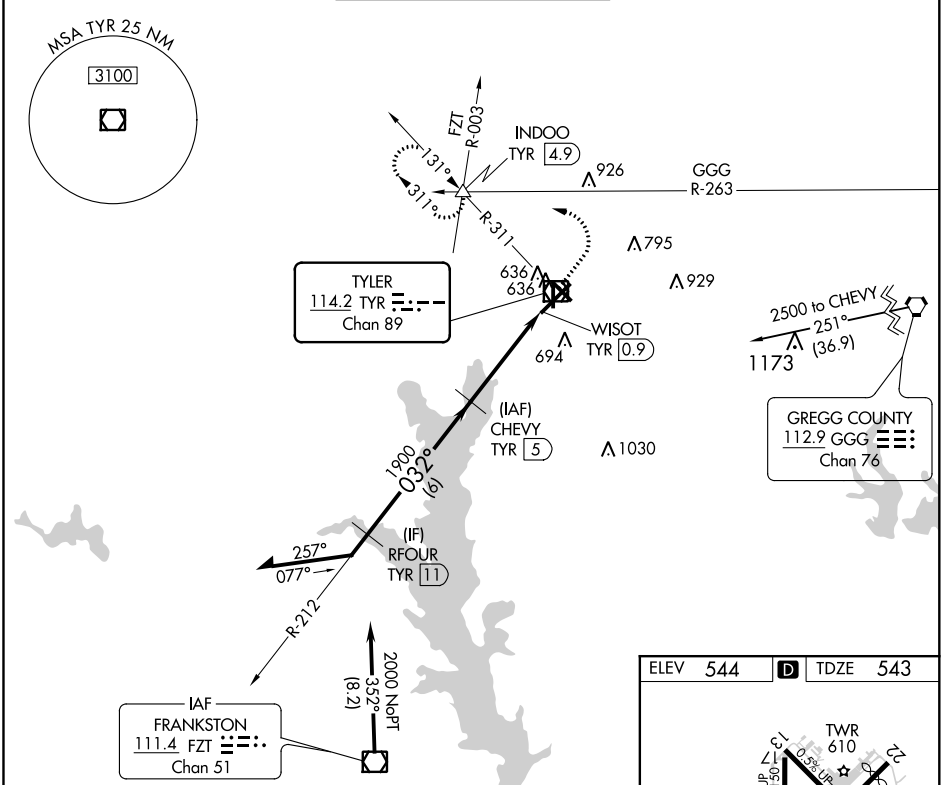 MSA TYR 25 NM
3100
FZT
R-003
INDOO
TYR 4.9
131°
311°
926
GGG
R-263
R-311
795
636
636
929
TYLER
114.2 TYR
Chan 89
WISOT
TYR 0.9
694
2500 to CHEVY
251°
(36.9)
1173
(IAF)
CHEVY
TYR 5
1030
GREGG COUNTY
112.9 GGG
Chan 76
1900
032°
(6)
(IF)
RFOUR
TYR 11
257°
077°
R-212
2000 NoPT
352°
(8.2)
IAF
FRANKSTON
111.4 FZT
Chan 51
ELEV 544 D TDZE 543
TWR
610
13
17
0.5% UP
22
UP